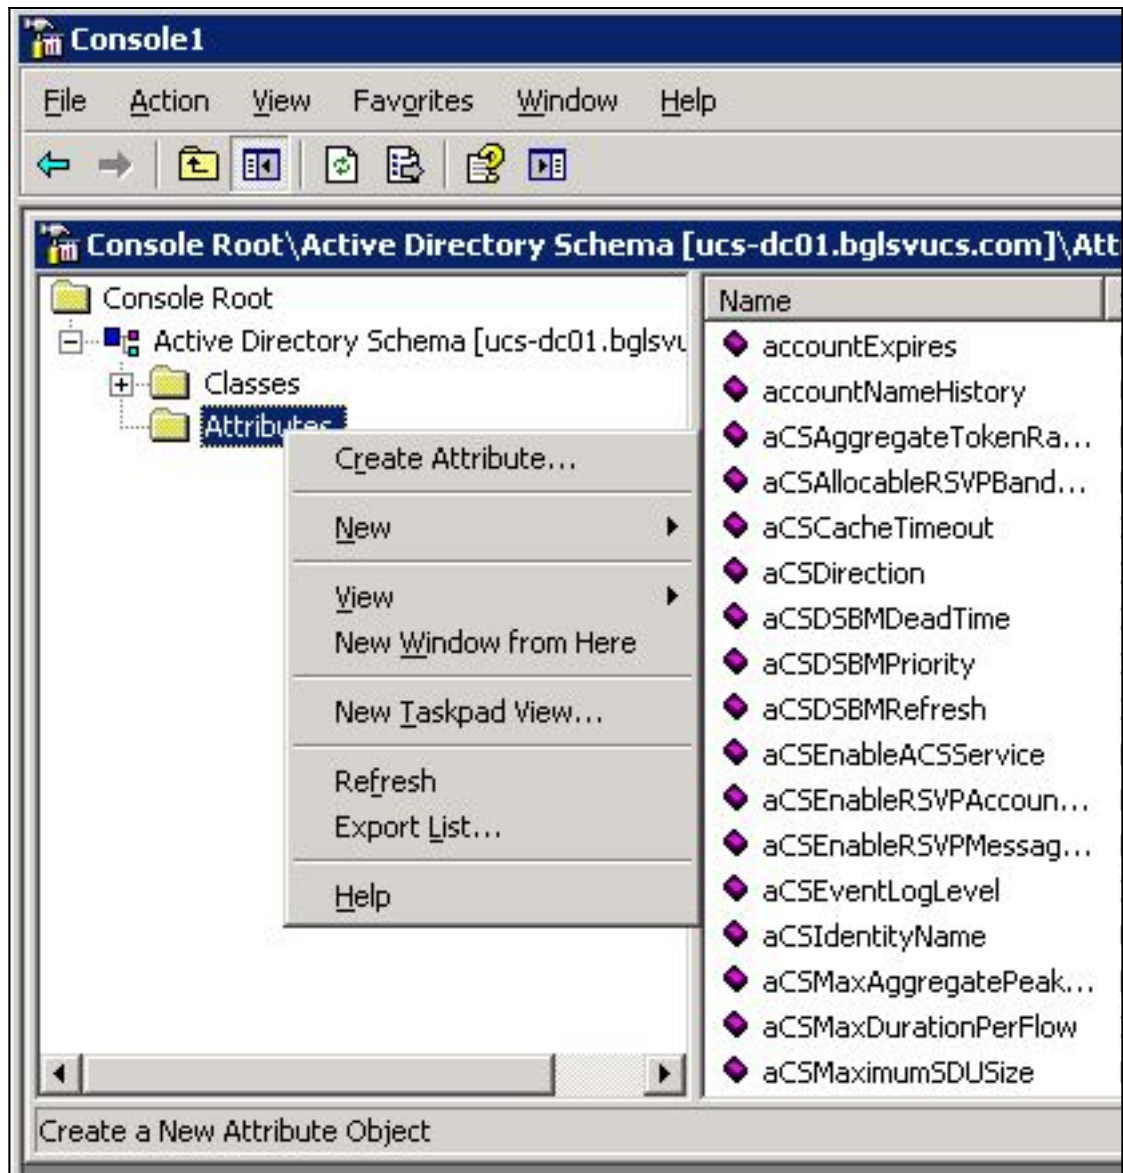 Console1
File Action View Favorites Window Help
Console Root\Active Directory Schema [ucs-dc01.bglsvucs.com]\Att
Console Root
Active Directory Schema [ucs-dc01.bglsvu
Classes
Attributes
Create Attribute...
New
View
New Window from Here
New Taskpad View...
Refresh
Export List...
Help
Name
accountExpires
accountNameHistory
aCSAggregateTokenRa...
aCSAllocableRSVPBand...
aCSCacheTimeout
aCSDirection
aCSDSBMDeadTime
aCSDSBMPriority
aCSDSBMRefresh
aCSEnableACSService
aCSEnableRSVPAccoun...
aCSEnableRSVPMessag...
aCSEventLogLevel
aCSIdentityName
aCSMaxAggregatePeak...
aCSMaxDurationPerFlow
aCSMaximumSDUSize
Create a New Attribute Object